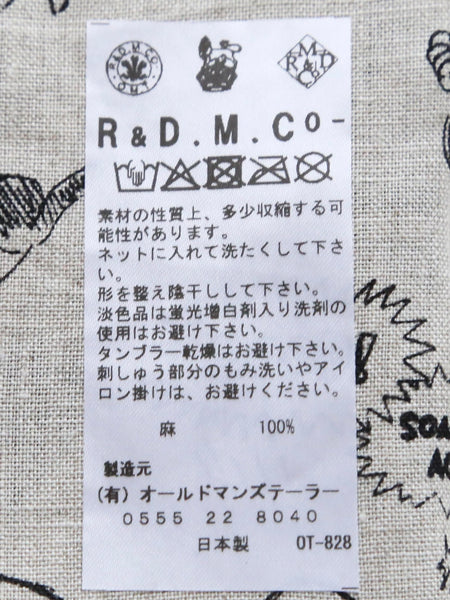 R&D.M.CO
OMT
RM
R&D
Co
R & D . M . Co-
素材の性質上、多少収縮する可
能性があります。
ネットに入れて洗たくして下さ
い。
形を整え陰干しして下さい。
淡色品は蛍光増白剤入り洗剤の
使用はお避け下さい。
タンブラー乾燥はお避け下さい。
刺しゅう部分のもみ洗いやアイ
ロン掛けは、お避けください。
麻 100%
製造元
(有) オールドマンズテーラー
0555 22 8040
日本製 OT-828